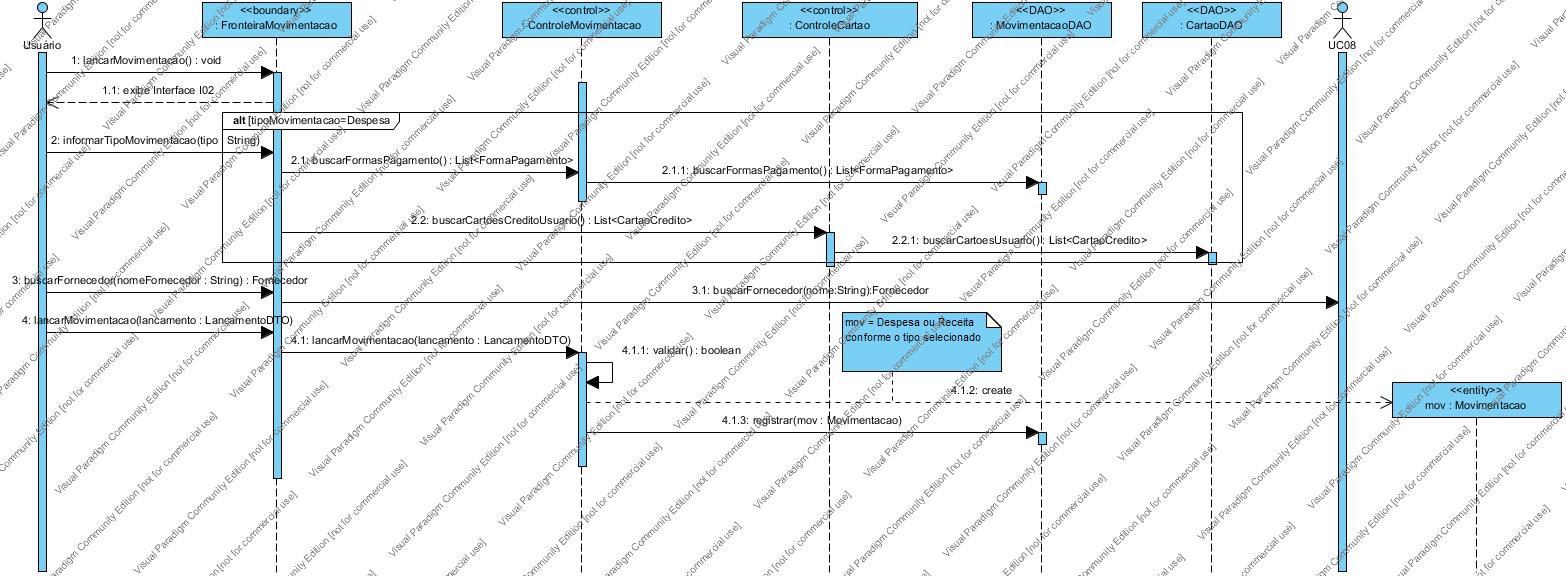 <<boundary>>
: FronteiraMovimentacao
<<control>>
: ControleMovimentacao
<<control>>
: ControleCartao
<<DAO>>
: MovimentacaoDAO
<<DAO>>
: CartaoDAO
Usuário
UC08
1: lancarMovimentacao() : void
1.1: exibe Interface I02
alt [tipoMovimentacao=Despesa
2: informarTipoMovimentacao(tipo : String)
2.1: buscarFormasPagamento() : List<FormaPagamento>
2.1.1: buscarFormasPagamento() : List<FormaPagamento>
2.2: buscarCartoesCreditoUsuario() : List<CartaoCredito>
2.2.1: buscarCartoesUsuario() : List<CartaoCredito>
3: buscarFornecedor(nomeFornecedor : String) : Fornecedor
3.1: buscarFornecedor(nome:String):Fornecedor
4: lancarMovimentacao(lancamento : LancamentoDTO)
mov = Despesa ou Receita
conforme o tipo selecionado
4.1: lancarMovimentacao(lancamento : LancamentoDTO)
4.1.1: validar() : boolean
4.1.2: create
<<entity>>
mov : Movimentacao
4.1.3: registrar(mov : Movimentacao)
Visual Paradigm Community Edition [not for commercial use]